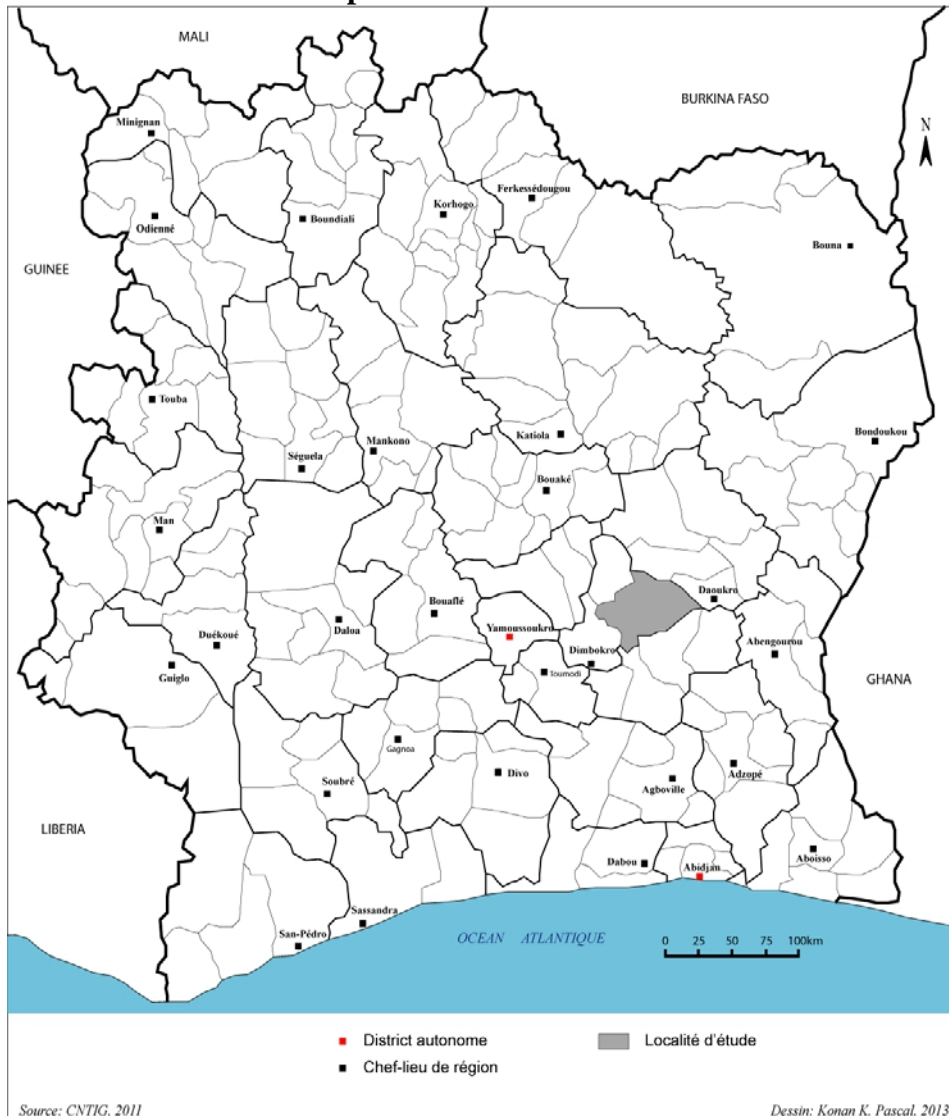 MALI
BURKINA FASO
N
Minignan
Ferkessédougou
Korhogo
Odienné
Boundiali
Bouna
GUINEE
Touba
Mankono
Katiola
Bondoukou
Séguela
Bouaké
Man
Bouaflé
Daoukro
Daloa
Yamoussoukro
Duékoué
Dimbokro
Abengourou
Guiglo
Toumodi
GHANA
Gagnoa
Soubré
Divo
Adzopé
Agboville
LIBERIA
Dabou
Abidjan
Aboisso
Sassandra
San-Pédro
OCEAN ATLANTIQUE
0 25 50 75 100km
District autonome
Localité d'étude
Chef-lieu de région
Source: CNTIG, 2011
Dessin: Konan K. Pascal, 2013